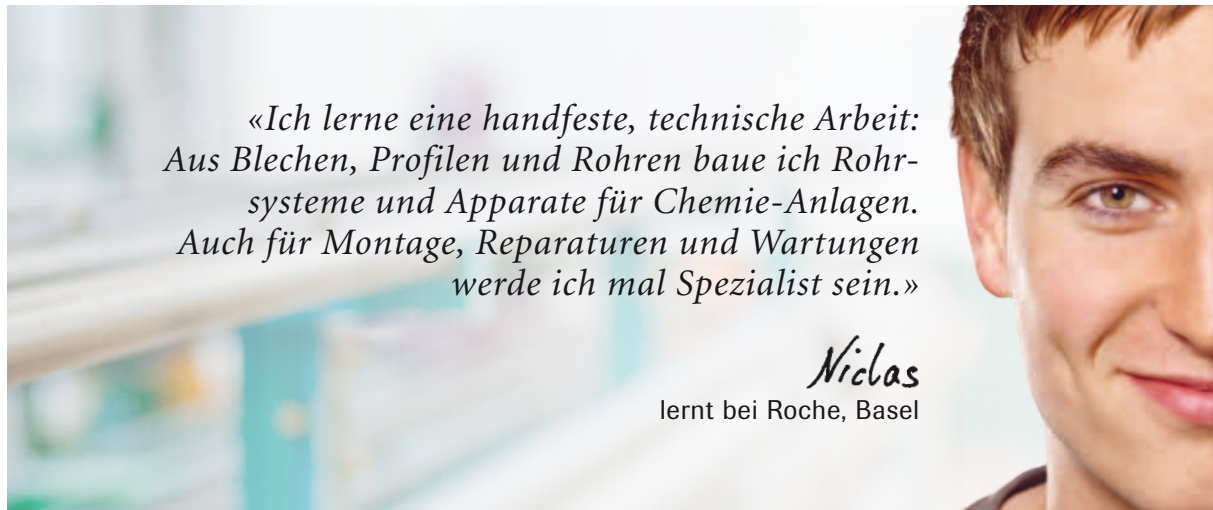 «Ich lerne eine handfeste, technische Arbeit:
Aus Blechen, Profilen und Rohren baue ich Rohr-
systeme und Apparate für Chemie-Anlagen.
Auch für Montage, Reparaturen und Wartungen
werde ich mal Spezialist sein.»
Niclas
lernt bei Roche, Basel